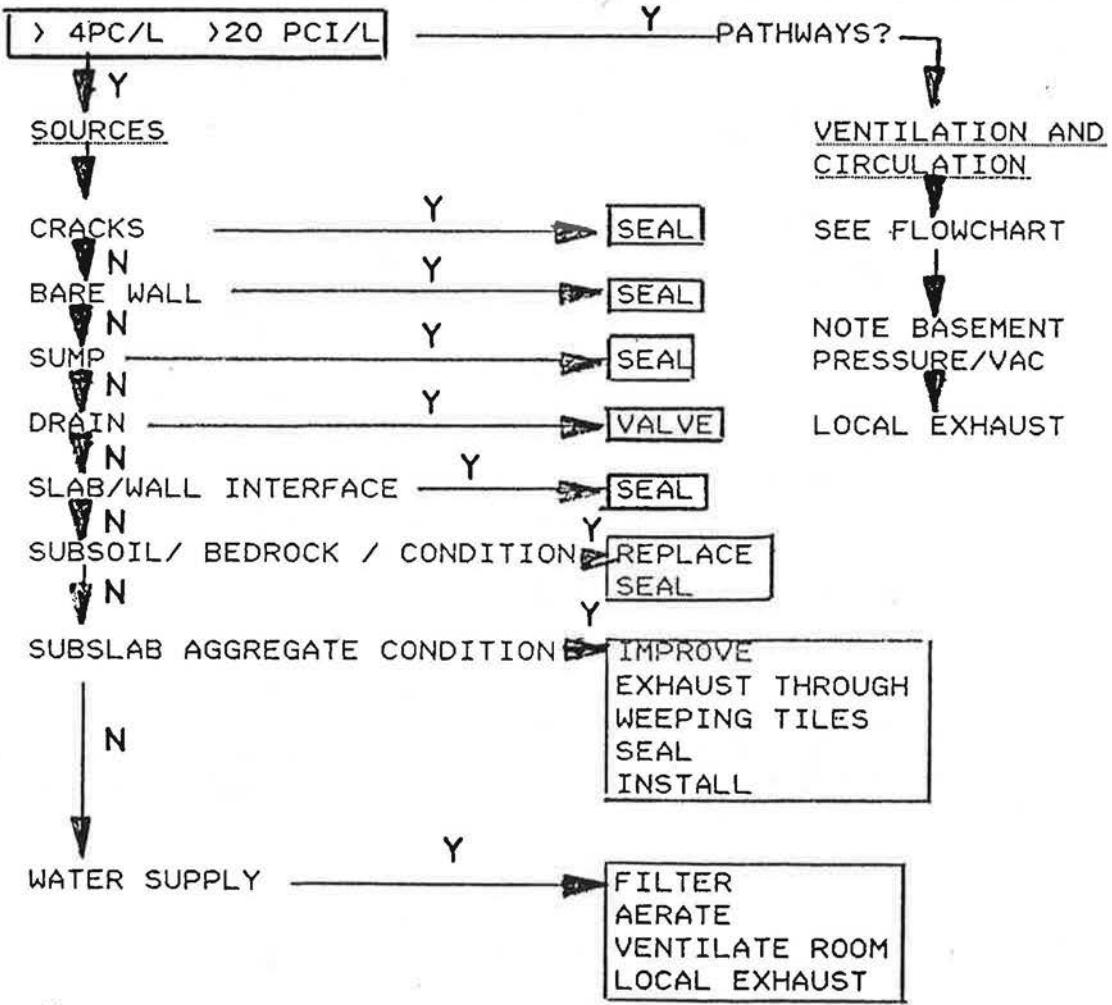 > 4PC/L >20 PCI/L Y PATHWAYS?
Y
SOURCES
VENTILATION AND
CIRCULATION
CRACKS Y SEAL
SEE FLOWCHART
N
BARE WALL Y SEAL
N
NOTE BASEMENT
PRESSURE/VAC
SUMP Y SEAL
N
DRAIN Y VALVE
LOCAL EXHAUST
N
SLAB/WALL INTERFACE Y SEAL
N
SUBSOIL/ BEDROCK / CONDITION Y REPLACE
SEAL
N
SUBSLAB AGGREGATE CONDITION Y IMPROVE
EXHAUST THROUGH
WEEPING TILES
SEAL
INSTALL
N
WATER SUPPLY Y FILTER
AERATE
VENTILATE ROOM
LOCAL EXHAUST